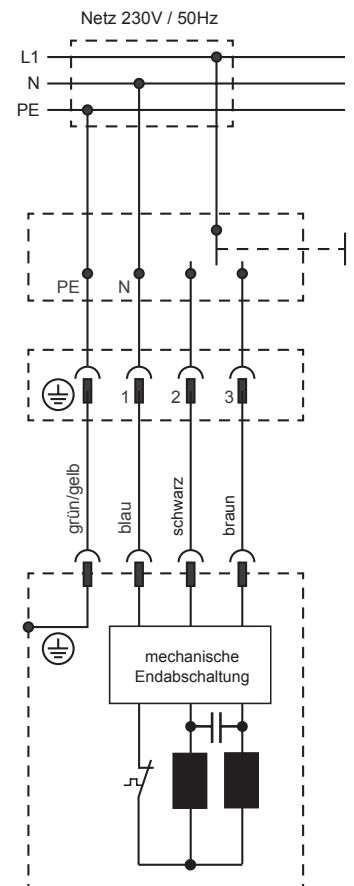 Netz 230V / 50Hz
L1
N
PE
PE N
1 2 3
grün/gelb
blau
schwarz
braun
mechanische
Endabschaltung